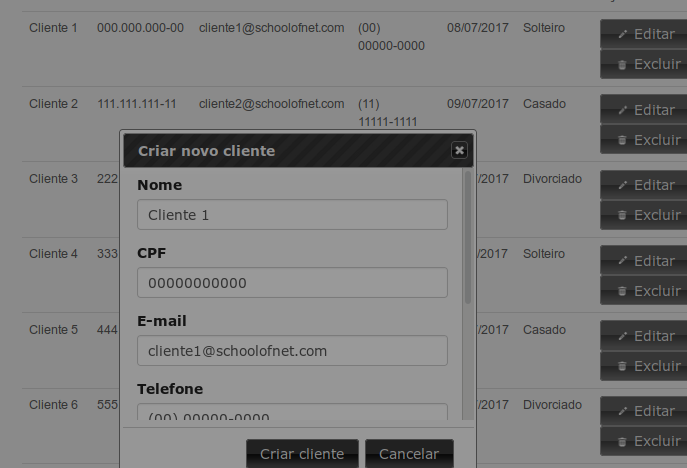 Cliente 1 000.000.000-00 cliente1@schoolofnet.com (00) 08/07/2017 Solteiro Editar
00000-0000
Excluir
Cliente 2 111.111.111-11 cliente2@schoolofnet.com (11) 09/07/2017 Casado Editar
11111-1111
Excluir
Criar novo cliente
Cliente 3 222 /07/2017 Divorciado Editar
Nome
Excluir
Cliente 1
Cliente 4 333 /07/2017 Solteiro Editar
CPF
00000000000
Excluir
E-mail
Cliente 5 444 /07/2017 Casado Editar
cliente1@schoolofnet.com
Excluir
Telefone
Cliente 6 555 /07/2017 Divorciado Editar
(00) 00000-0000
Excluir
Criar cliente Cancelar